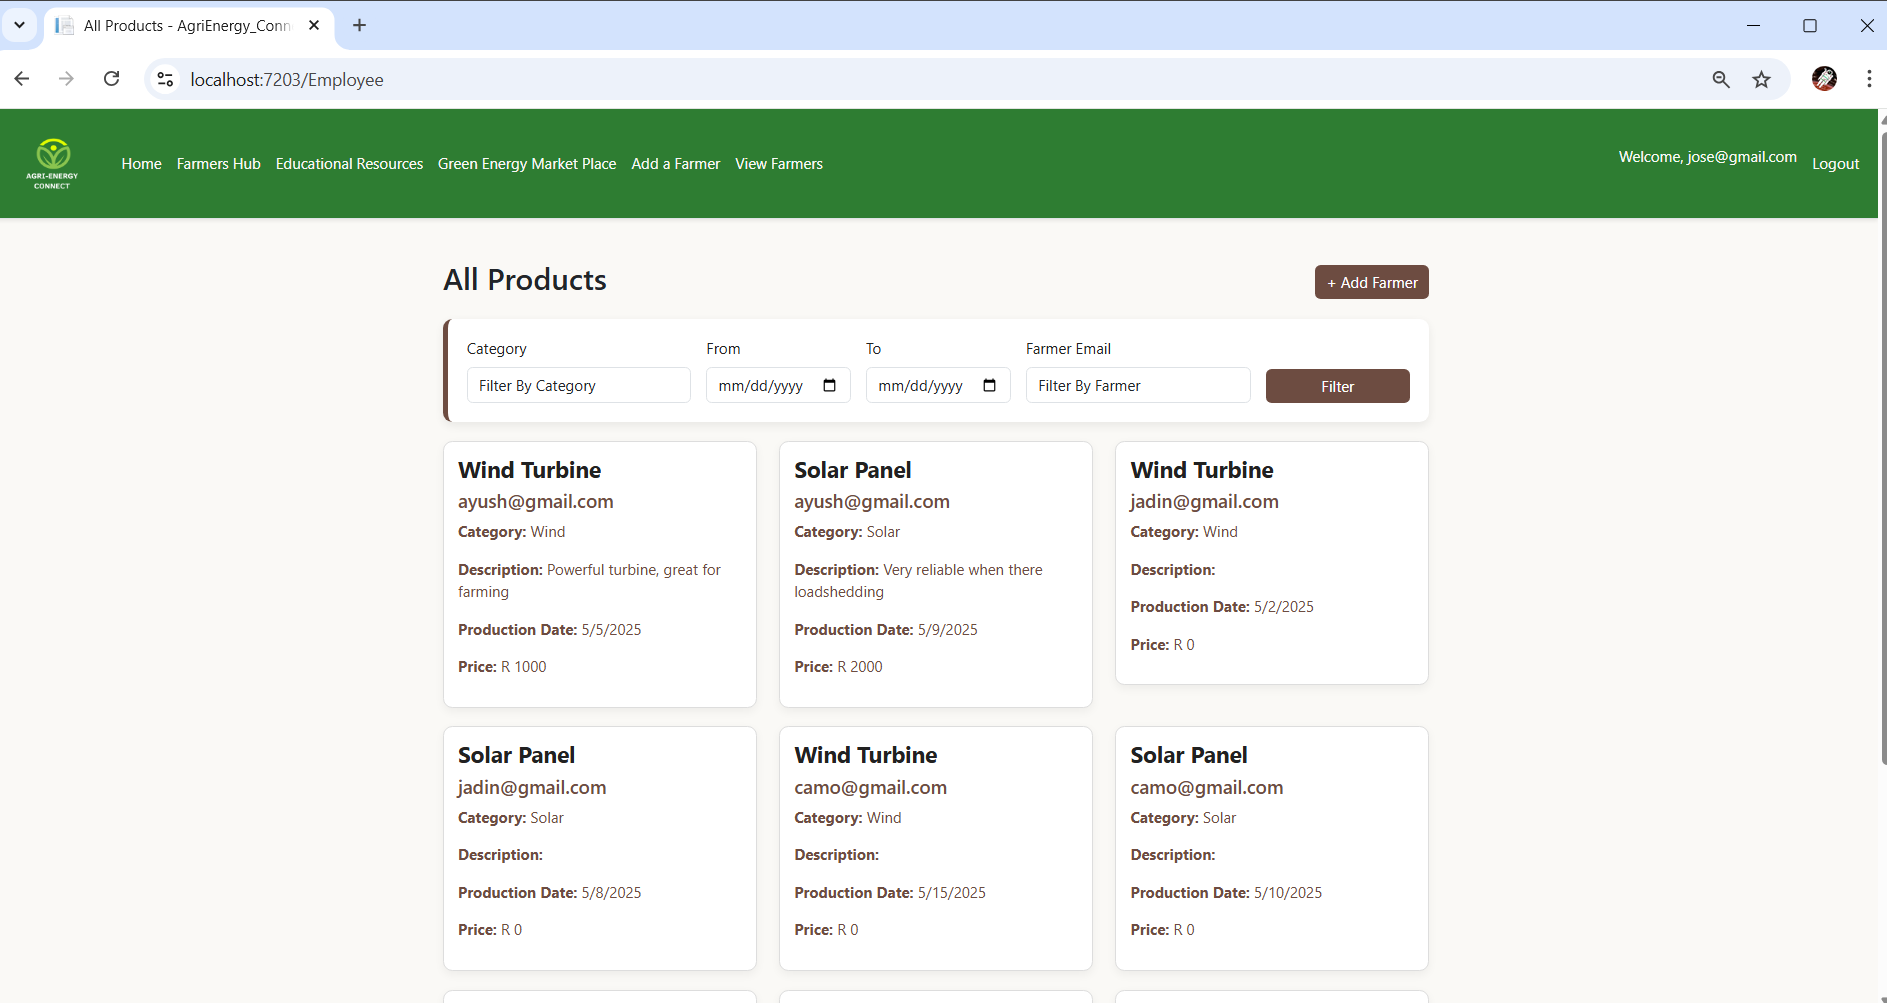 All Products - AgriEnergy_Conn
localhost:7203/Employee
AGRI-ENERGY
CONNECT
Home Farmers Hub Educational Resources Green Energy Market Place Add a Farmer View Farmers
Welcome, jose@gmail.com Logout
All Products
+ Add Farmer
Category From To Farmer Email
Filter By Category mm/dd/yyyy mm/dd/yyyy Filter By Farmer Filter
Wind Turbine
ayush@gmail.com
Category: Wind
Description: Powerful turbine, great for
farming
Production Date: 5/5/2025
Price: R 1000
Solar Panel
ayush@gmail.com
Category: Solar
Description: Very reliable when there
loadshedding
Production Date: 5/9/2025
Price: R 2000
Wind Turbine
jadin@gmail.com
Category: Wind
Description:
Production Date: 5/2/2025
Price: R 0
Solar Panel
jadin@gmail.com
Category: Solar
Description:
Production Date: 5/8/2025
Price: R 0
Wind Turbine
camo@gmail.com
Category: Wind
Description:
Production Date: 5/15/2025
Price: R 0
Solar Panel
camo@gmail.com
Category: Solar
Description:
Production Date: 5/10/2025
Price: R 0